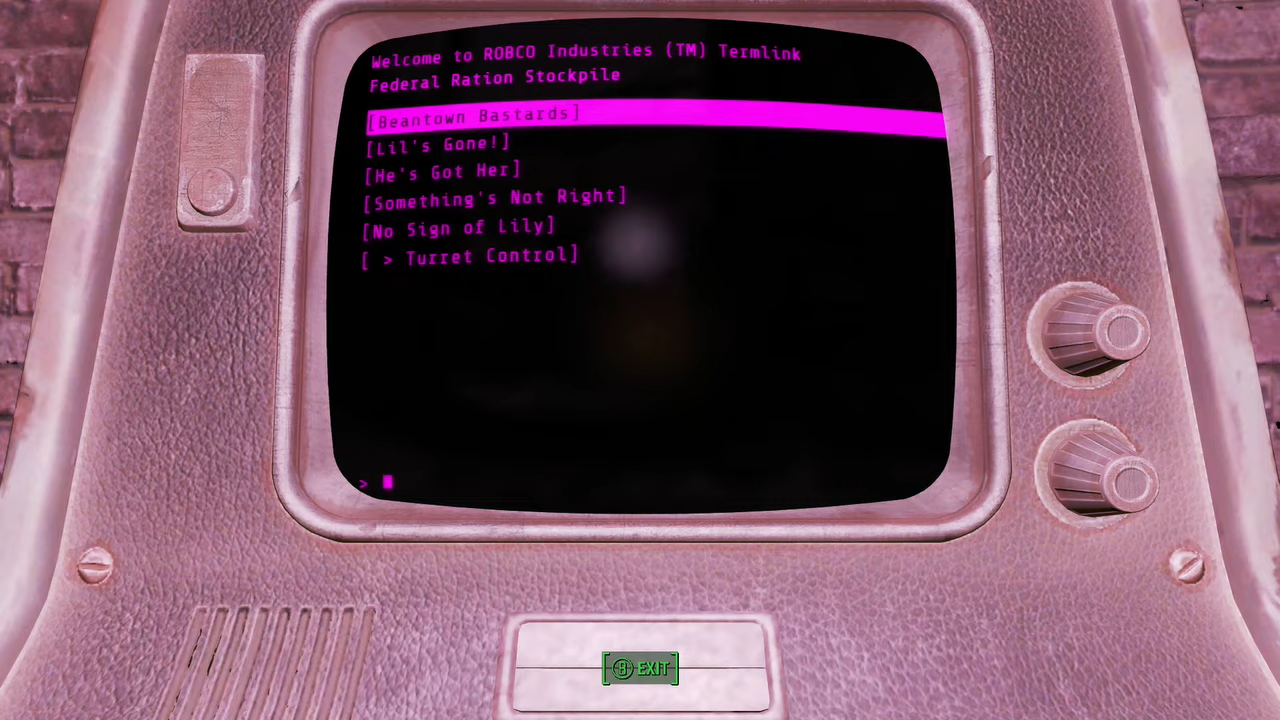 Welcome to ROBCO Industries (TM) Termlink
Federal Ration Stockpile
[Beantown Bastards]
[Lil's Gone!]
[He's Got Her]
[Something's Not Right]
[No Sign of Lily]
[ > Turret Control]
>
B EXIT